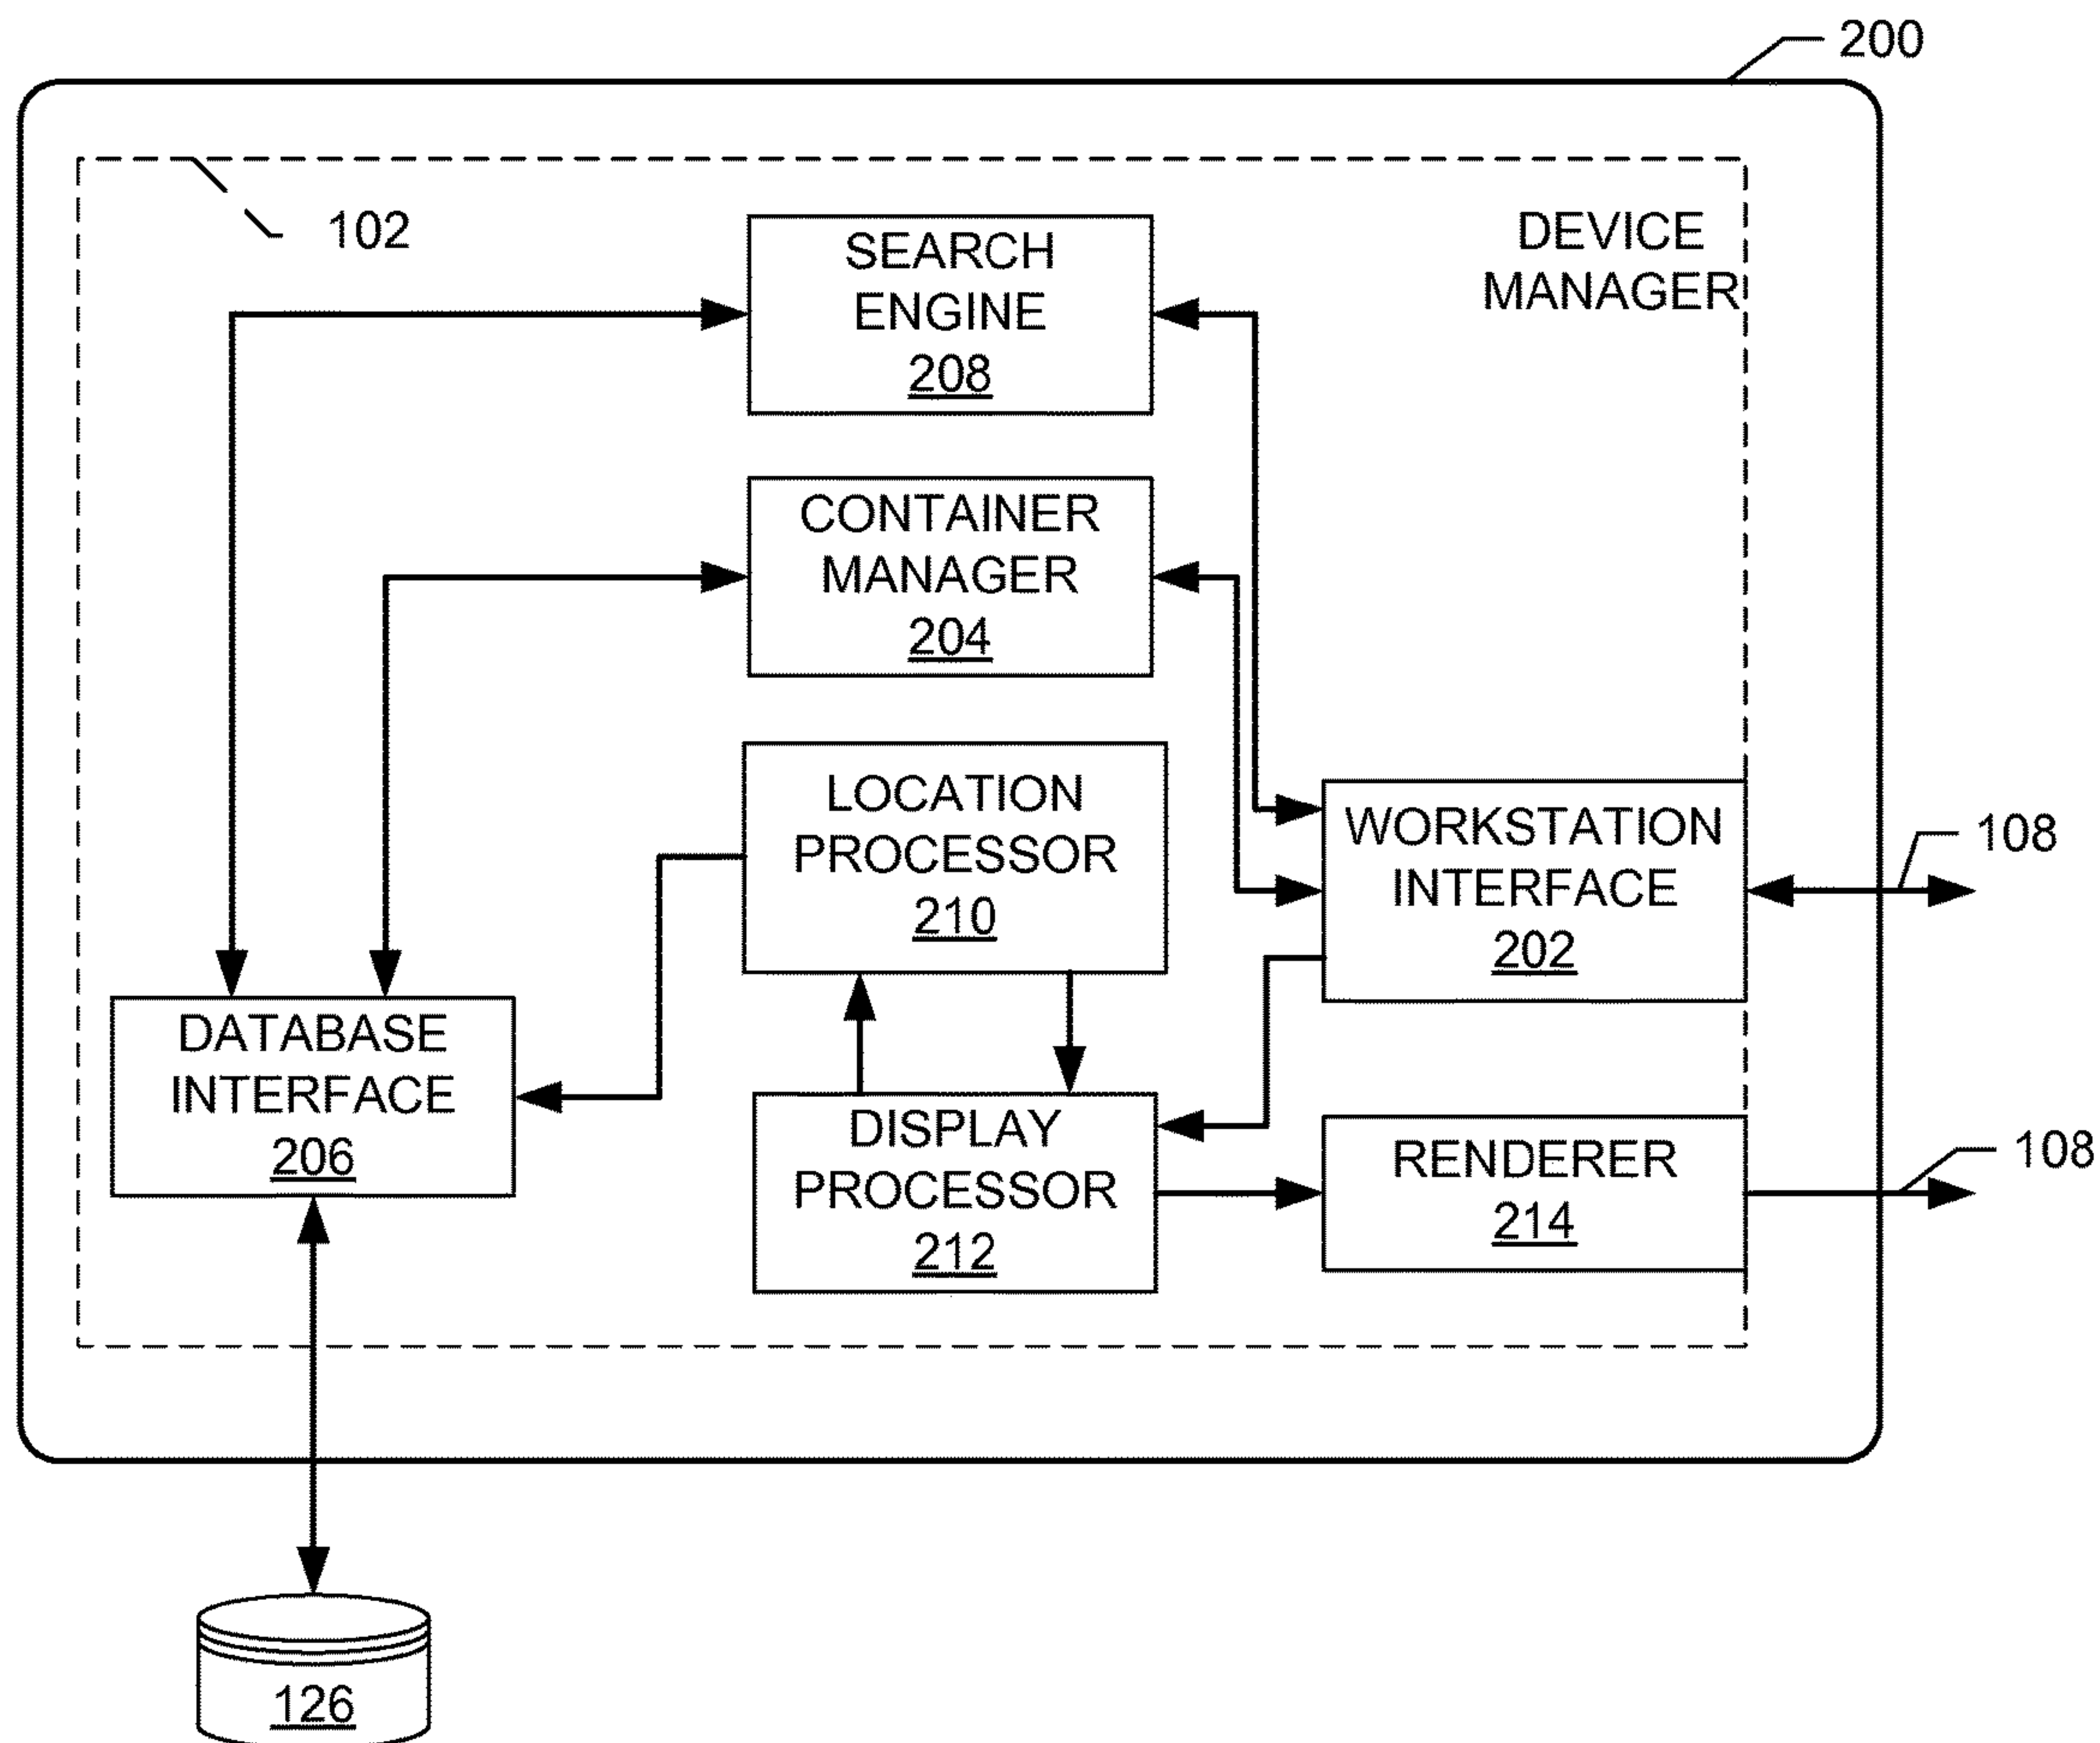 200
102
DEVICE
MANAGER
SEARCH
ENGINE
208
CONTAINER
MANAGER
204
LOCATION
PROCESSOR
210
WORKSTATION
INTERFACE
202
108
DATABASE
INTERFACE
206
DISPLAY
PROCESSOR
212
RENDERER
214
108
126